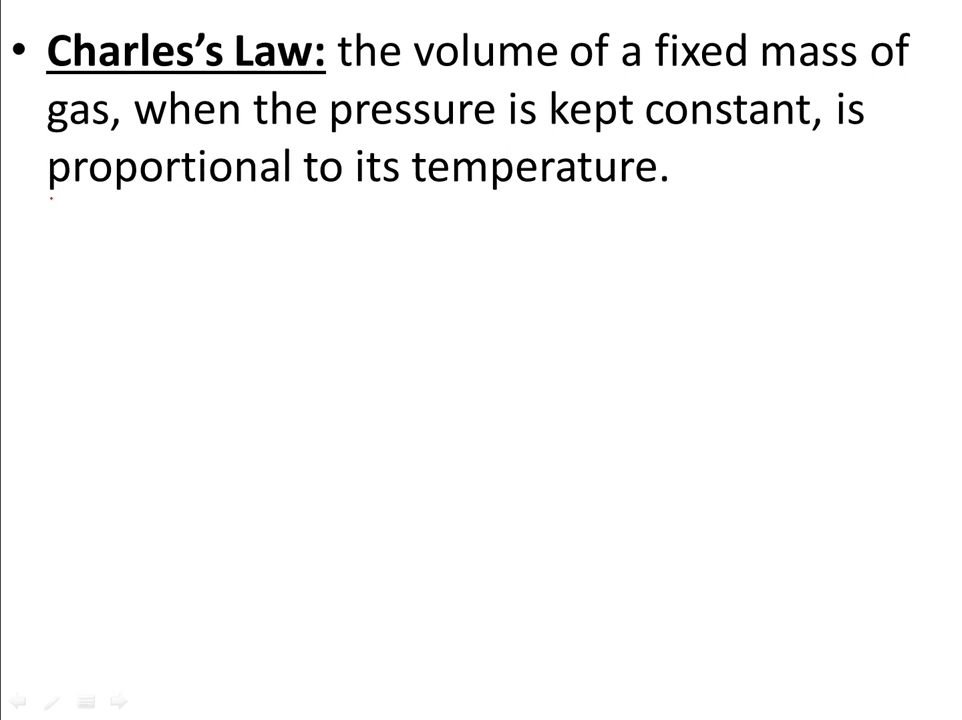 • Charles’s Law: the volume of a fixed mass of
gas, when the pressure is kept constant, is
proportional to its temperature.